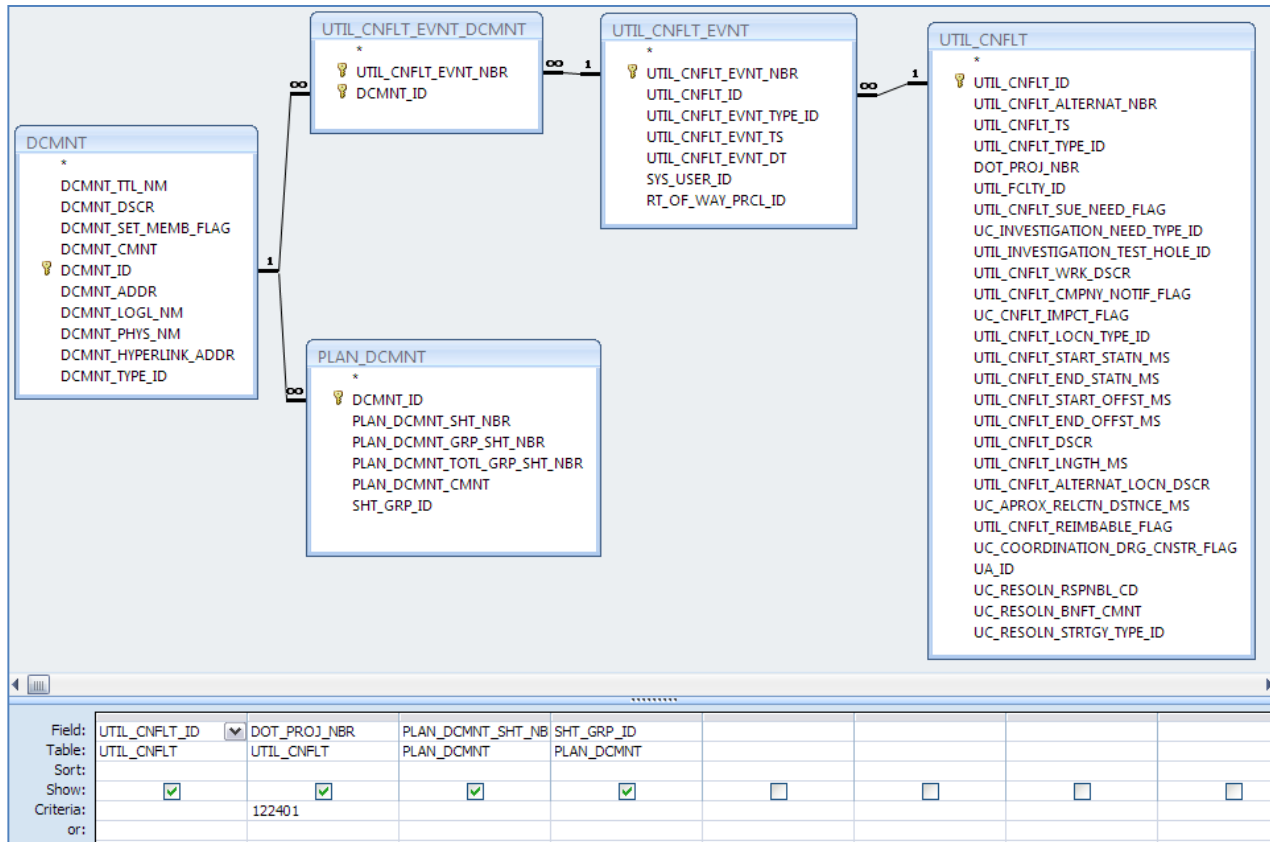 UTIL_CNFLT_EVNT_DCMNT
*
UTIL_CNFLT_EVNT_NBR
DCMNT_ID
UTIL_CNFLT_EVNT
*
UTIL_CNFLT_EVNT_NBR
UTIL_CNFLT_ID
UTIL_CNFLT_EVNT_TYPE_ID
UTIL_CNFLT_EVNT_TS
UTIL_CNFLT_EVNT_DT
SYS_USER_ID
RT_OF_WAY_PRCL_ID
UTIL_CNFLT
*
UTIL_CNFLT_ID
UTIL_CNFLT_ALTERNAT_NBR
UTIL_CNFLT_TS
UTIL_CNFLT_TYPE_ID
DOT_PROJ_NBR
UTIL_FCLTY_ID
UTIL_CNFLT_SUE_NEED_FLAG
UC_INVESTIGATION_NEED_TYPE_ID
UTIL_INVESTIGATION_TEST_HOLE_ID
UTIL_CNFLT_WRK_DSCR
UTIL_CNFLT_CMPNY_NOTIF_FLAG
UC_CNFLT_IMPCT_FLAG
UTIL_CNFLT_LOCN_TYPE_ID
UTIL_CNFLT_START_STATN_MS
UTIL_CNFLT_END_STATN_MS
UTIL_CNFLT_START_OFFST_MS
UTIL_CNFLT_END_OFFST_MS
UTIL_CNFLT_DSCR
UTIL_CNFLT_LNGTH_MS
UTIL_CNFLT_ALTERNAT_LOCN_DSCR
UC_APROX_RELCTN_DSTNCE_MS
UTIL_CNFLT_REIMBABLE_FLAG
UC_COORDINATION_DRG_CNSTR_FLAG
UA_ID
UC_RESOLN_RSPNBL_CD
UC_RESOLN_BNFT_CMNT
UC_RESOLN_STRTGY_TYPE_ID
∞ 1
∞ 1
∞
1
∞
DCMNT
*
DCMNT_TTL_NM
DCMNT_DSCR
DCMNT_SET_MEMB_FLAG
DCMNT_CMNT
DCMNT_ID
DCMNT_ADDR
DCMNT_LOGL_NM
DCMNT_PHYS_NM
DCMNT_HYPERLINK_ADDR
DCMNT_TYPE_ID
PLAN_DCMNT
*
DCMNT_ID
PLAN_DCMNT_SHT_NBR
PLAN_DCMNT_GRP_SHT_NBR
PLAN_DCMNT_TOTL_GRP_SHT_NBR
PLAN_DCMNT_CMNT
SHT_GRP_ID
Field: UTIL_CNFLT_ID DOT_PROJ_NBR PLAN_DCMNT_SHT_NB SHT_GRP_ID
Table: UTIL_CNFLT UTIL_CNFLT PLAN_DCMNT PLAN_DCMNT
Sort:
Show:
Criteria: 122401
or: